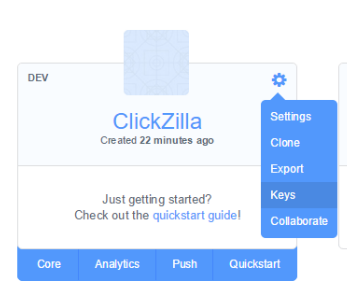 DEV
ClickZilla
Created 22 minutes ago
Settings
Clone
Export
Keys
Collaborate
Just getting started?
Check out the quickstart guide!
Core Analytics Push Quickstart